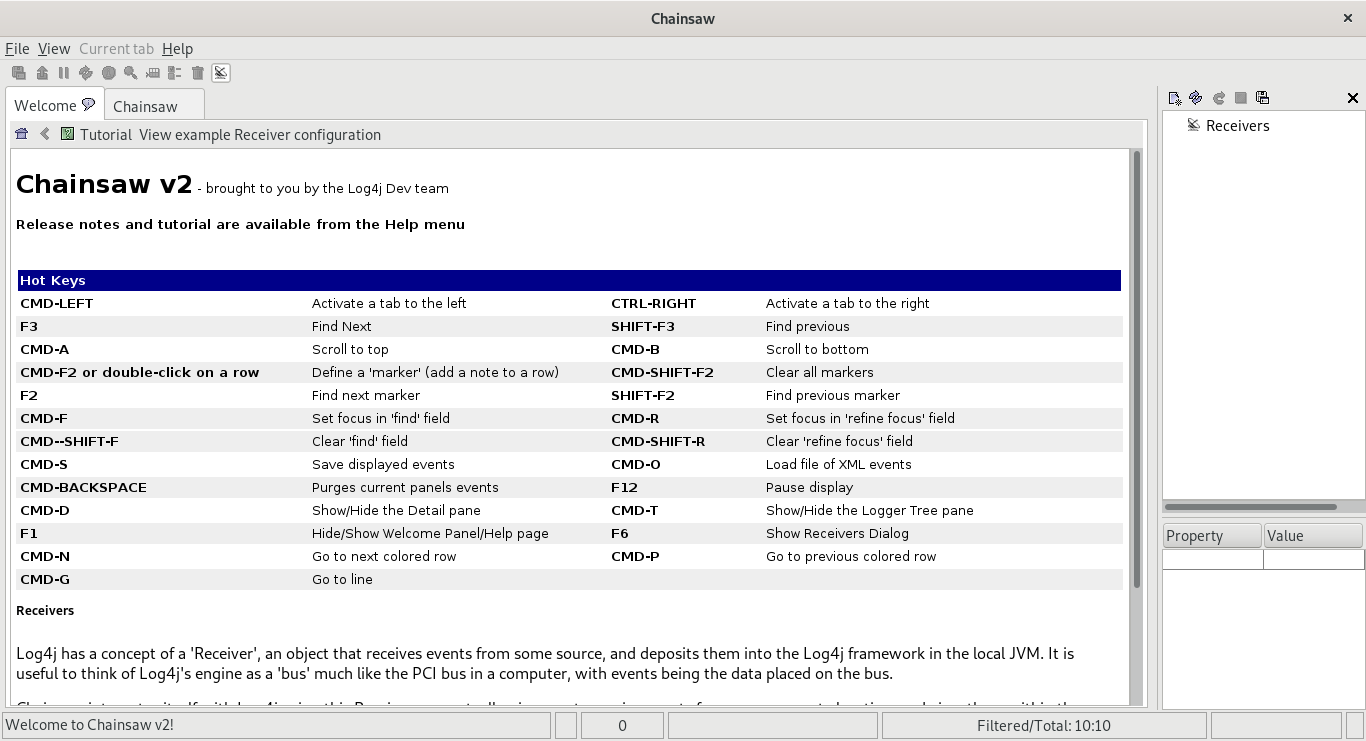 Chainsaw
File View Current tab Help
Welcome Chainsaw
Tutorial View example Receiver configuration
Receivers
Chainsaw v2 - brought to you by the Log4j Dev team
Release notes and tutorial are available from the Help menu
Hot Keys
CMD-LEFT Activate a tab to the left CTRL-RIGHT Activate a tab to the right
F3 Find Next SHIFT-F3 Find previous
CMD-A Scroll to top CMD-B Scroll to bottom
CMD-F2 or double-click on a row Define a 'marker' (add a note to a row) CMD-SHIFT-F2 Clear all markers
F2 Find next marker SHIFT-F2 Find previous marker
CMD-F Set focus in 'find' field CMD-R Set focus in 'refine focus' field
CMD--SHIFT-F Clear 'find' field CMD-SHIFT-R Clear 'refine focus' field
CMD-S Save displayed events CMD-O Load file of XML events
CMD-BACKSPACE Purges current panels events F12 Pause display
CMD-D Show/Hide the Detail pane CMD-T Show/Hide the Logger Tree pane
F1 Hide/Show Welcome Panel/Help page F6 Show Receivers Dialog
CMD-N Go to next colored row CMD-P Go to previous colored row
CMD-G Go to line
Receivers
Log4j has a concept of a 'Receiver', an object that receives events from some source, and deposits them into the Log4j framework in the local JVM. It is
useful to think of Log4j's engine as a 'bus' much like the PCI bus in a computer, with events being the data placed on the bus.
Property Value
Welcome to Chainsaw v2! 0 Filtered/Total: 10:10